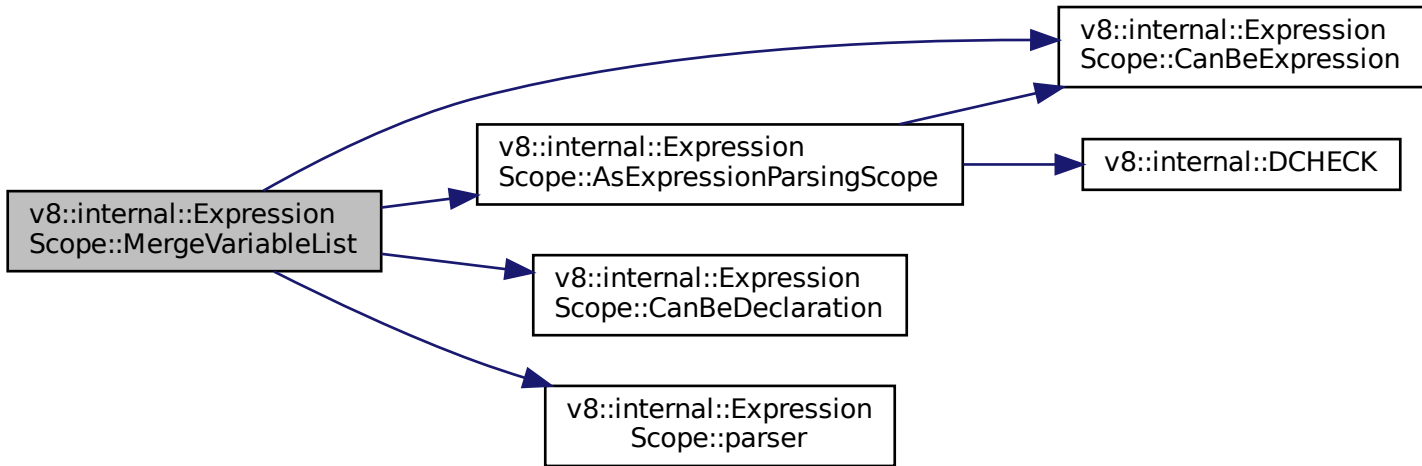 v8::internal::Expression
Scope::MergeVariableList
v8::internal::Expression
Scope::AsExpressionParsingScope
v8::internal::Expression
Scope::CanBeExpression
v8::internal::DCHECK
v8::internal::Expression
Scope::CanBeDeclaration
v8::internal::Expression
Scope::parser